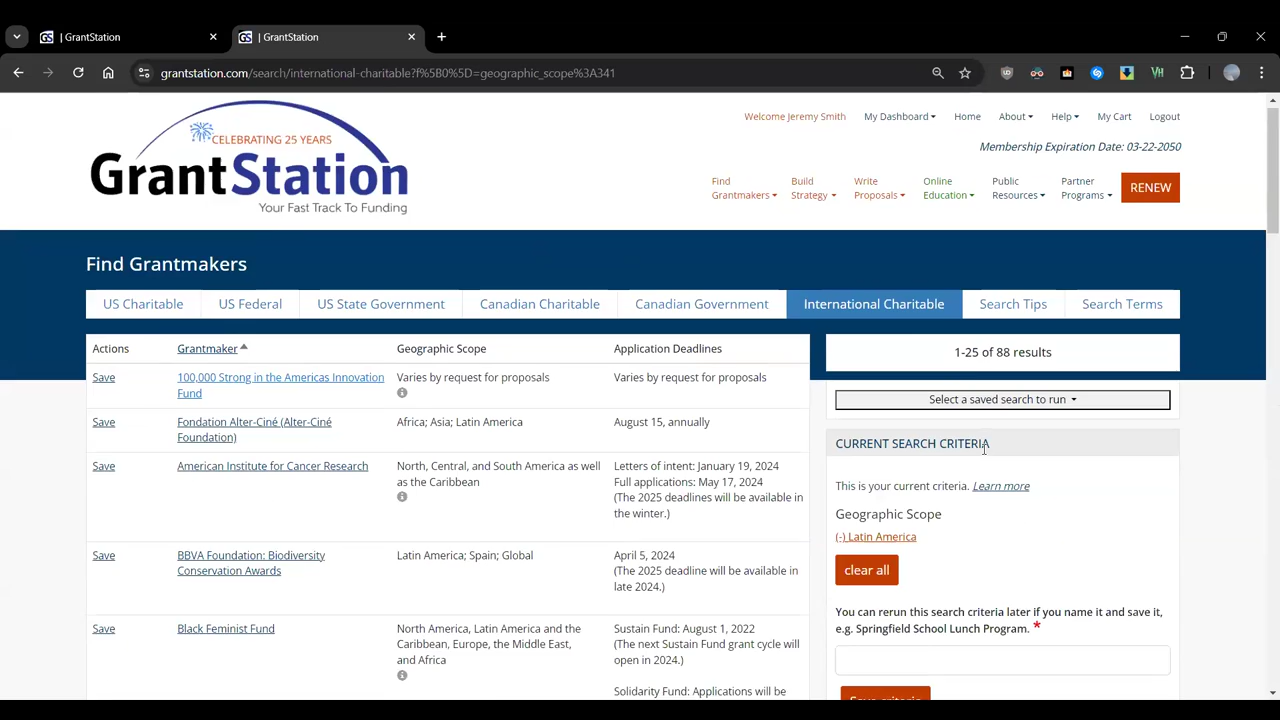 | GrantStation
| GrantStation
grantstation.com/search/international-charitable?f%5B0%5D=geographic_scope%3A341
CELEBRATING 25 YEARS
GrantStation
Your Fast Track To Funding
Welcome Jeremy Smith My Dashboard Home About Help My Cart Logout
Membership Expiration Date: 03-22-2050
Find Grantmakers Build Strategy Write Proposals Online Education Public Resources Partner Programs RENEW
Find Grantmakers
US Charitable US Federal US State Government Canadian Charitable Canadian Government International Charitable Search Tips Search Terms
Actions Grantmaker Geographic Scope Application Deadlines
Save 100,000 Strong in the Americas Innovation Varies by request for proposals Varies by request for proposals
Fund
Save Fondation Alter-Ciné (Alter-Ciné Africa; Asia; Latin America August 15, annually
Foundation)
Save American Institute for Cancer Research North, Central, and South America as well Letters of intent: January 19, 2024
as the Caribbean Full applications: May 17, 2024
(The 2025 deadlines will be available in
the winter.)
Save BBVA Foundation: Biodiversity Latin America; Spain; Global April 5, 2024
Conservation Awards (The 2025 deadline will be available in
late 2024.)
Save Black Feminist Fund North America, Latin America and the Sustain Fund: August 1, 2022
Caribbean, Europe, the Middle East, (The next Sustain Fund grant cycle will
and Africa open in 2024.)
Solidarity Fund: Applications will be
1-25 of 88 results
Select a saved search to run
CURRENT SEARCH CRITERIA
This is your current criteria. Learn more
Geographic Scope
(-) Latin America
clear all
You can rerun this search criteria later if you name it and save it,
e.g. Springfield School Lunch Program. *
Save criteria